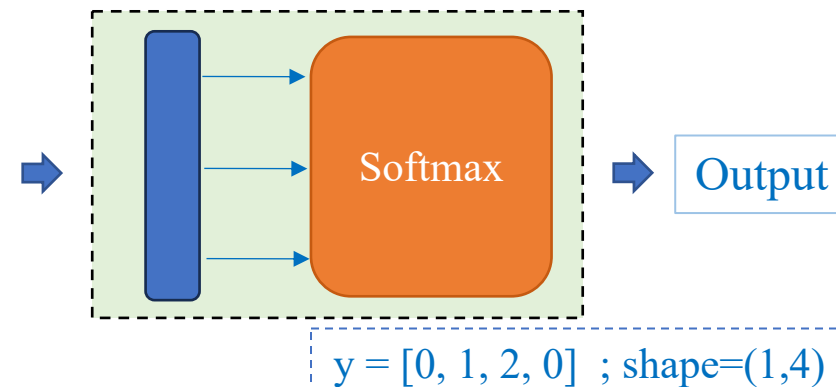 Softmax
Output
y = [0, 1, 2, 0] ; shape=(1,4)